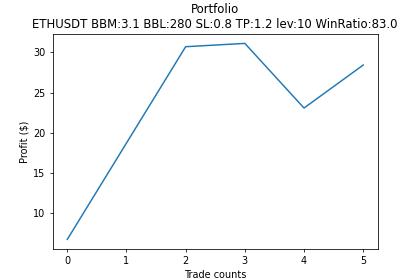 Portfolio
ETHUSDT BBM:3.1 BBL:280 SL:0.8 TP:1.2 lev:10 WinRatio:83.0
30
25
20
15
10
Profit ($)
0 1 2 3 4 5
Trade counts